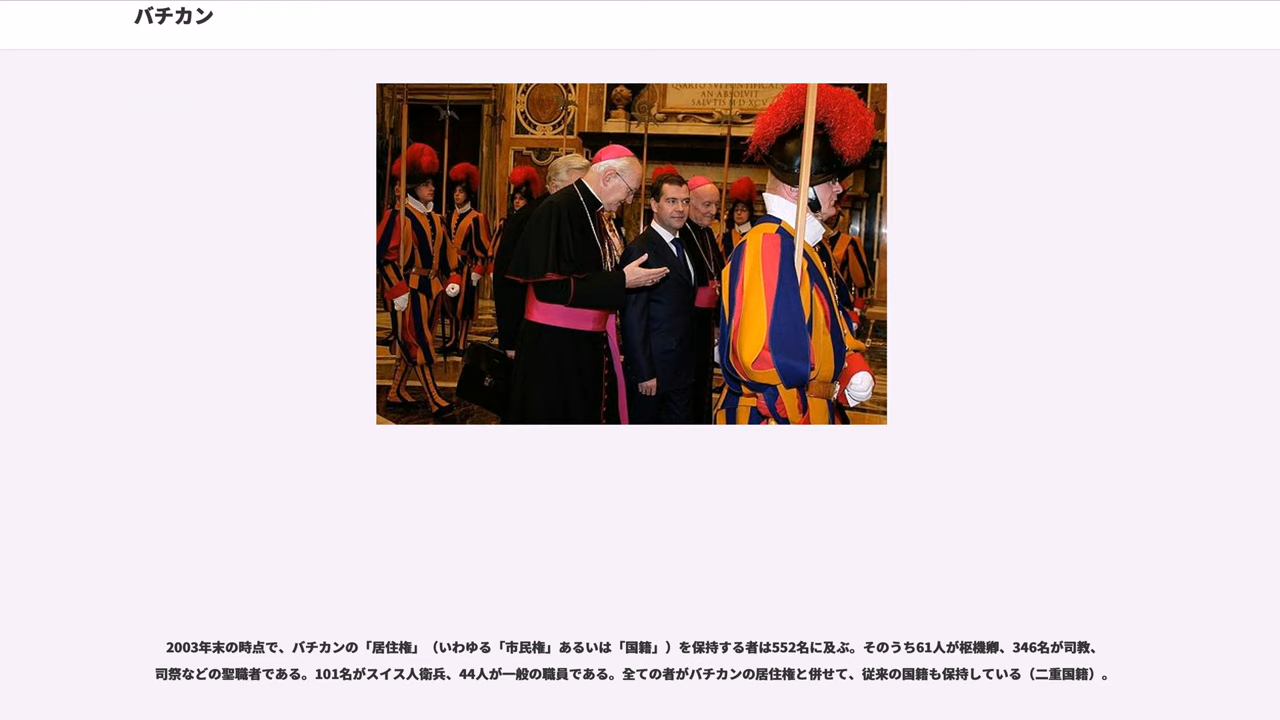 バチカン
QVARTO SVI PONTIFICATVS
AN ABSOLVIT
SALVTIS M D XCV
2003年末の時点で、バチカンの「居住権」（いわゆる「市民権」あるいは「国籍」）を保持する者は552名に及ぶ。そのうち61人が枢機卿、346名が司教、
司祭などの聖職者である。101名がスイス人衛兵、44人が一般の職員である。全ての者がバチカンの居住権と併せて、従来の国籍も保持している（二重国籍）。